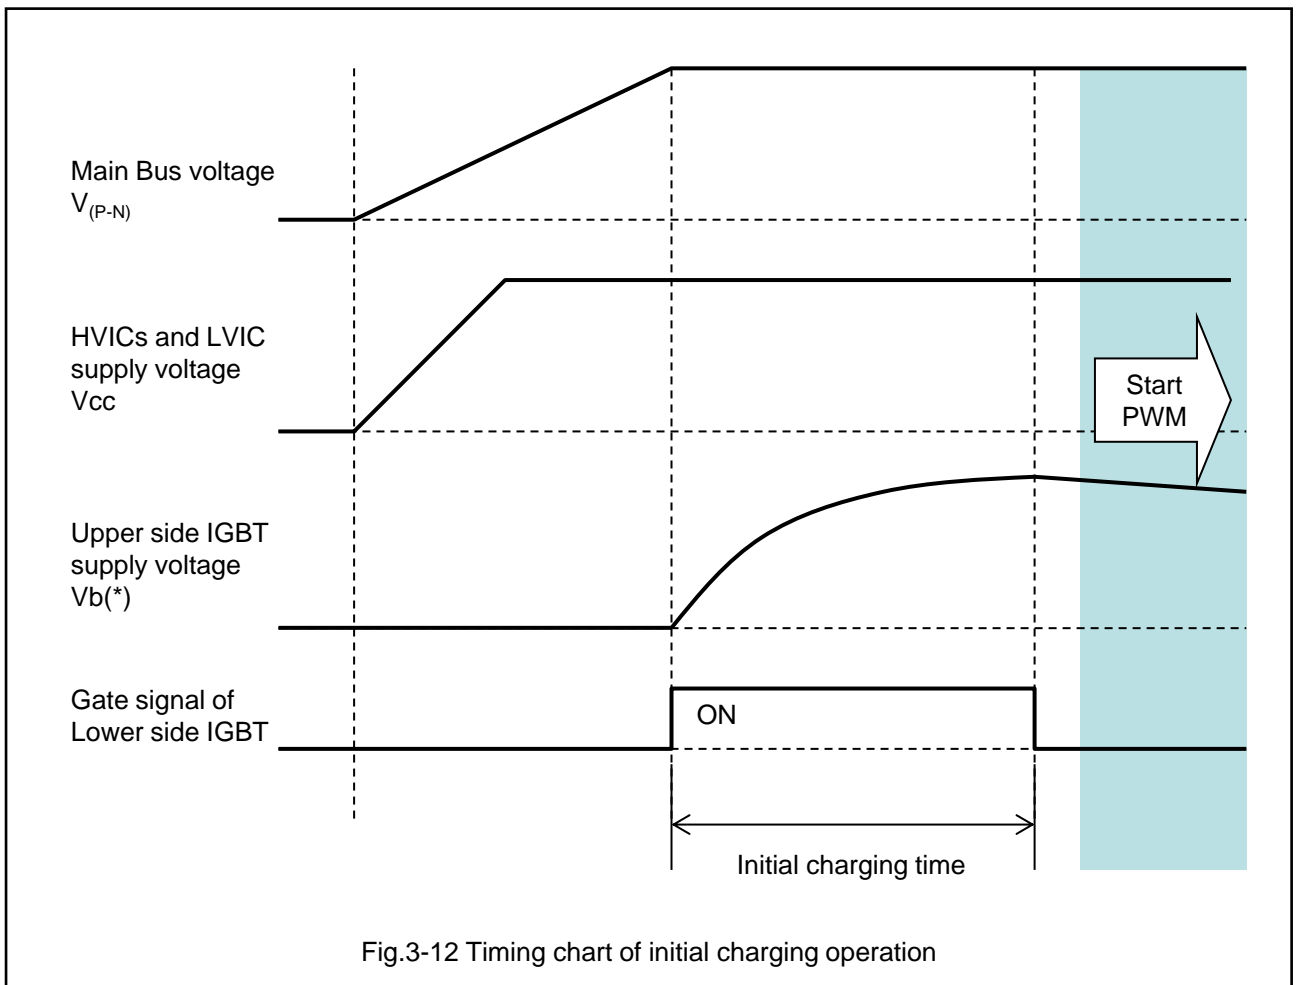 Main Bus voltage
V(P-N)
HVICs and LVIC
supply voltage
Vcc
Start
PWM
Upper side IGBT
supply voltage
Vb(*)
Gate signal of
Lower side IGBT
ON
Initial charging time
Fig.3-12 Timing chart of initial charging operation